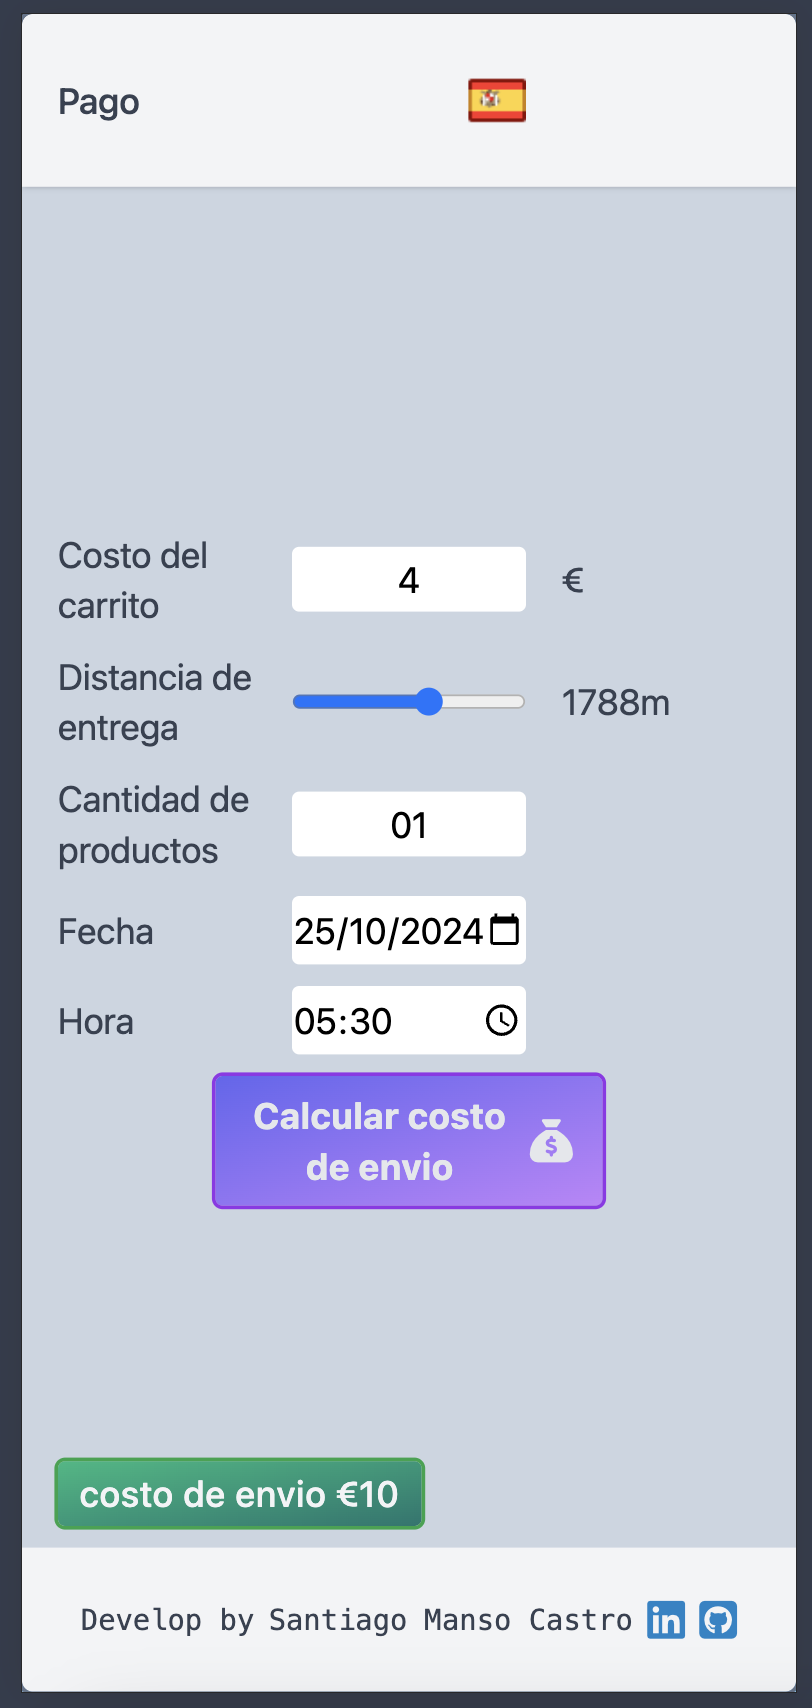 Pago
Costo del
carrito
4
€
Distancia de
entrega
1788m
Cantidad de
productos
01
Fecha
25/10/2024
Hora
05:30
Calcular costo
de envio
$
costo de envio €10
Develop by Santiago Manso Castro
in